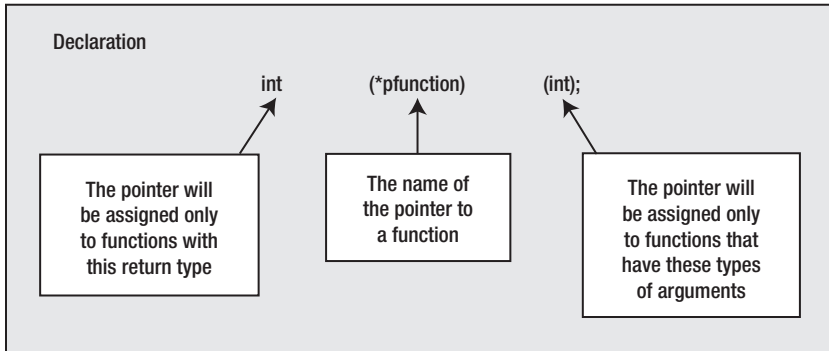 Declaration
int (*pfunction) (int);
The pointer will
be assigned only
to functions with
this return type
The name of
the pointer to
a function
The pointer will
be assigned only
to functions that
have these types
of arguments